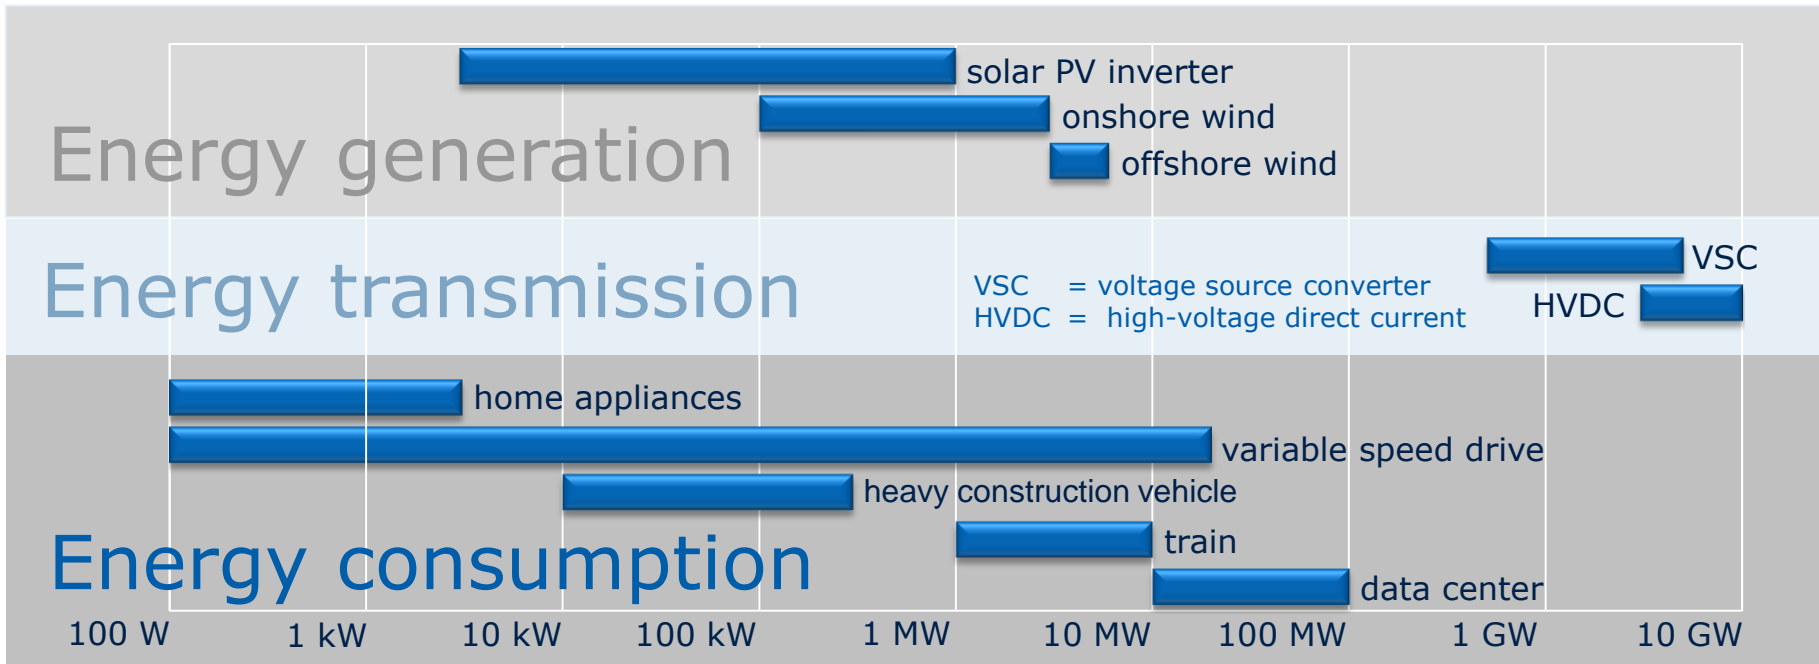 solar PV inverter
onshore wind
Energy generation
offshore wind
Energy transmission
VSC
VSC = voltage source converter
HVDC
HVDC = high-voltage direct current
home appliances
variable speed drive
heavy construction vehicle
Energy consumption
train
data center
100 W 1 kW 10 kW 100 kW 1 MW 10 MW 100 MW 1 GW 10 GW